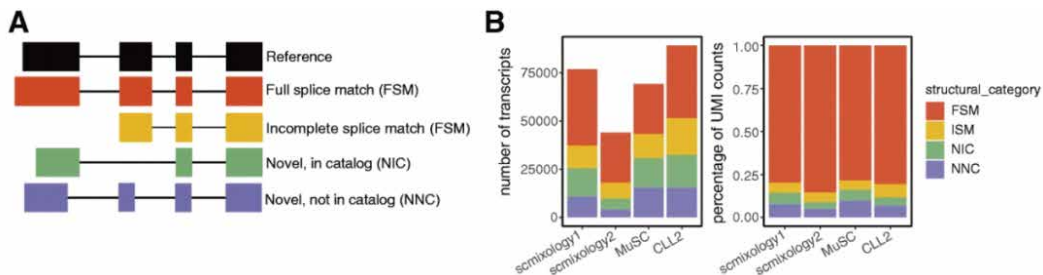 A
Reference
Full splice match (FSM)
Incomplete splice match (FSM)
Novel, in catalog (NIC)
Novel, not in catalog (NNC)
B
number of transcripts
75000
50000
25000
0
scmixology1
scmixology2
MuSC
CLL2
percentage of UMI counts
1.00
0.75
0.50
0.25
0.00
scmixology1
scmixology2
MuSC
CLL2
structural_category
FSM
ISM
NIC
NNC